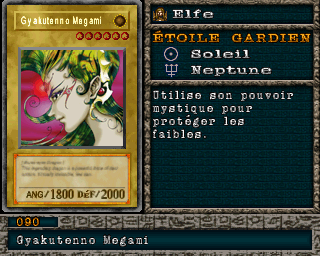 Gyakutenno Megami
ANG/1800 DéF/2000
Elfe
ÉTOILE GARDIEN
Soleil
Neptune
Utilise son pouvoir
mystique pour
protéger les
faibles.
090
Gyakutenno Megami